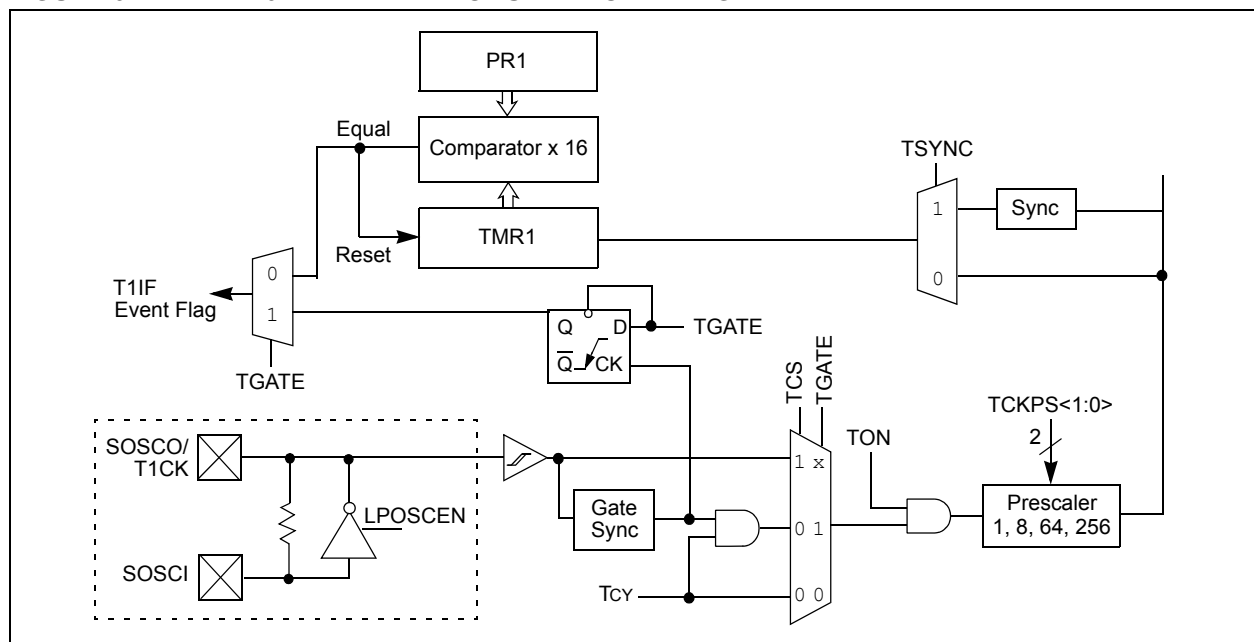 PR1
Equal
Comparator x 16
TSYNC
1
Sync
Reset
TMR1
0
0
T1IF
Event Flag
1
Q
D
TGATE
Q
CK
TGATE
TCS
TGATE
TCKPS<1:0>
2
SOSCO/
T1CK
TON
1 x
Prescaler
1, 8, 64, 256
LPOSCEN
Gate
Sync
0 1
SOSCI
TCY
0 0